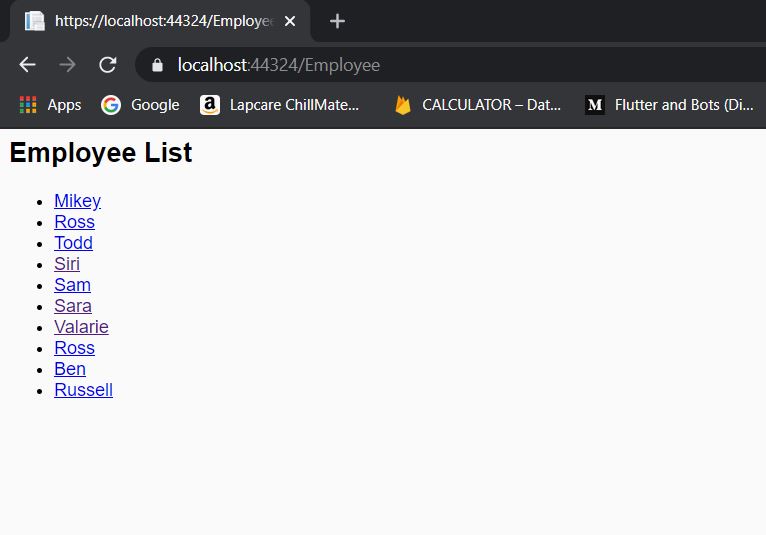 https://localhost:44324/Employee
localhost:44324/Employee
Apps Google Lapcare ChillMate... CALCULATOR – Dat... Flutter and Bots (Di...
Employee List
Mikey
Ross
Todd
Siri
Sam
Sara
Valarie
Ross
Ben
Russell